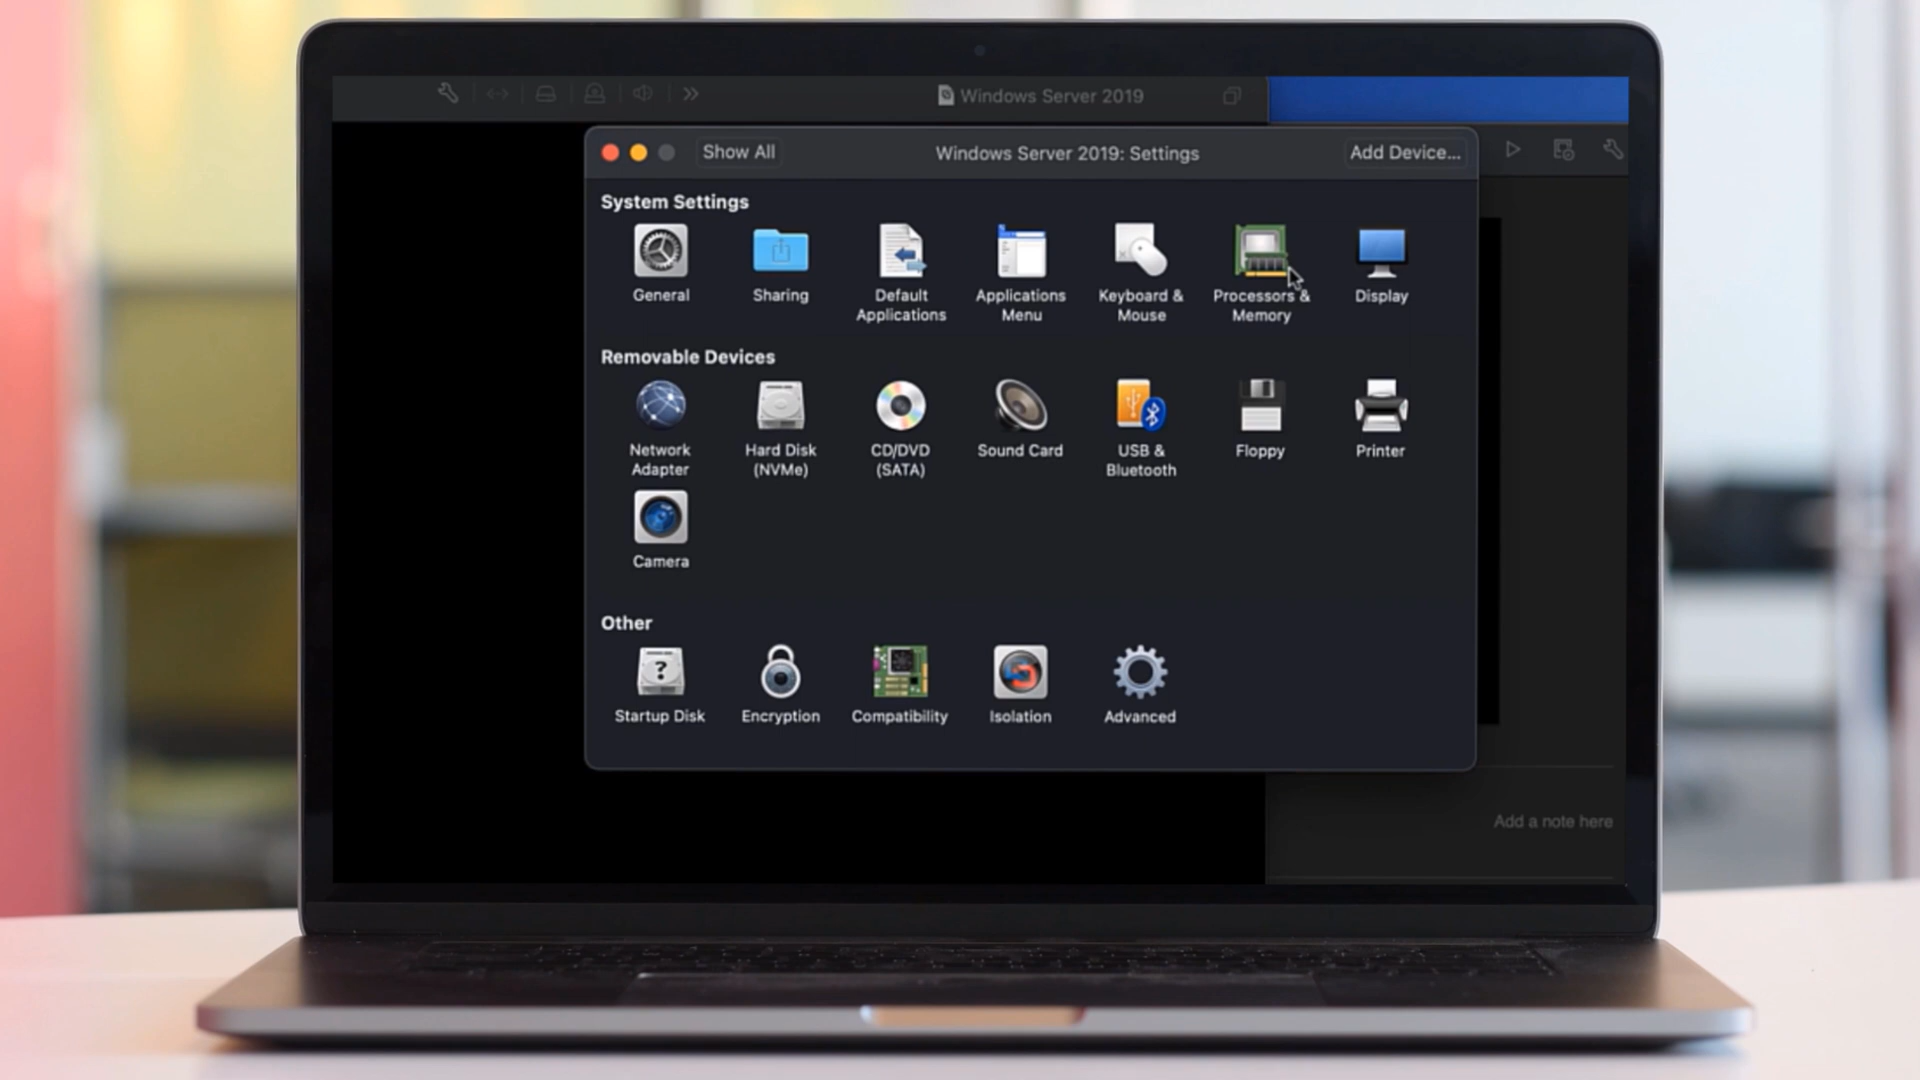 Windows Server 2019
Show All
Windows Server 2019: Settings
Add Device...
System Settings
General
Sharing
Default
Applications
Applications
Menu
Keyboard &
Mouse
Processors &
Memory
Display
Removable Devices
Network
Adapter
Hard Disk
(NVMe)
CD/DVD
(SATA)
Sound Card
USB &
Bluetooth
Floppy
Printer
Camera
Other
?
Startup Disk
Encryption
Compatibility
Isolation
Advanced
Add a note here